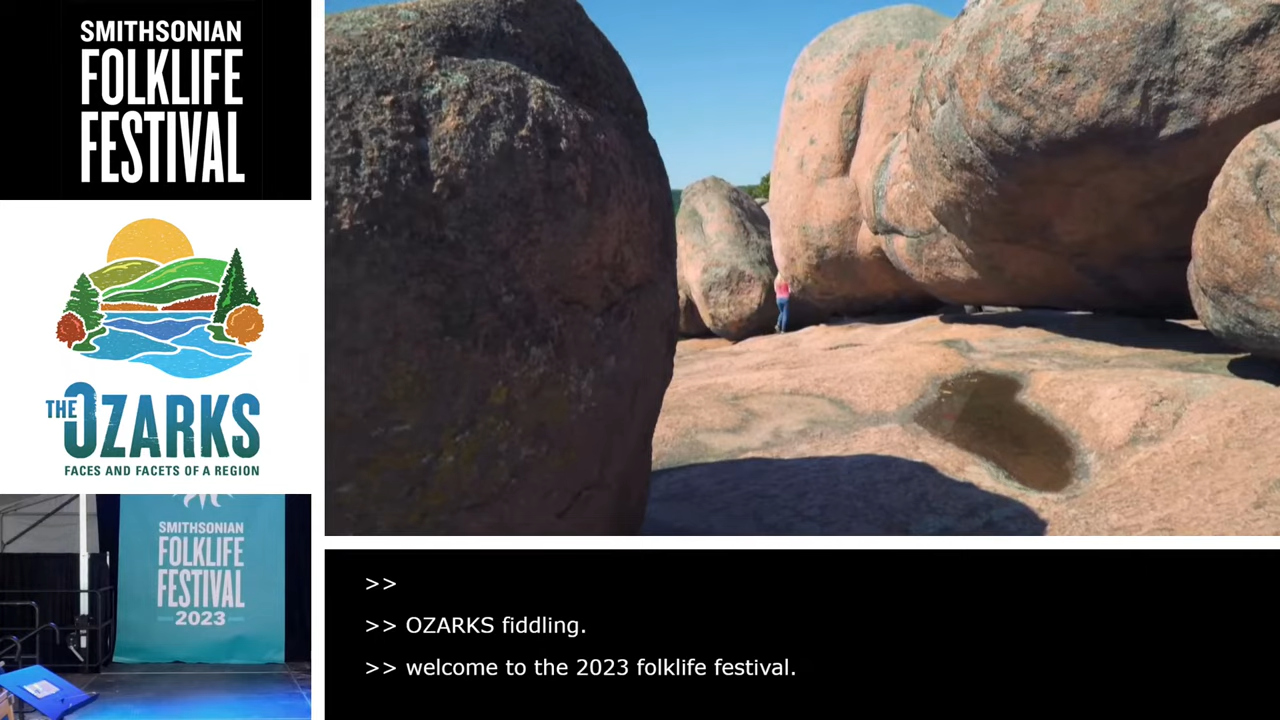 SMITHSONIAN
FOLKLIFE
FESTIVAL
THE OZARKS
FACES AND FACETS OF A REGION
SMITHSONIAN
FOLKLIFE
FESTIVAL
2023
>>
>> OZARKS fiddling.
>> welcome to the 2023 folklife festival.